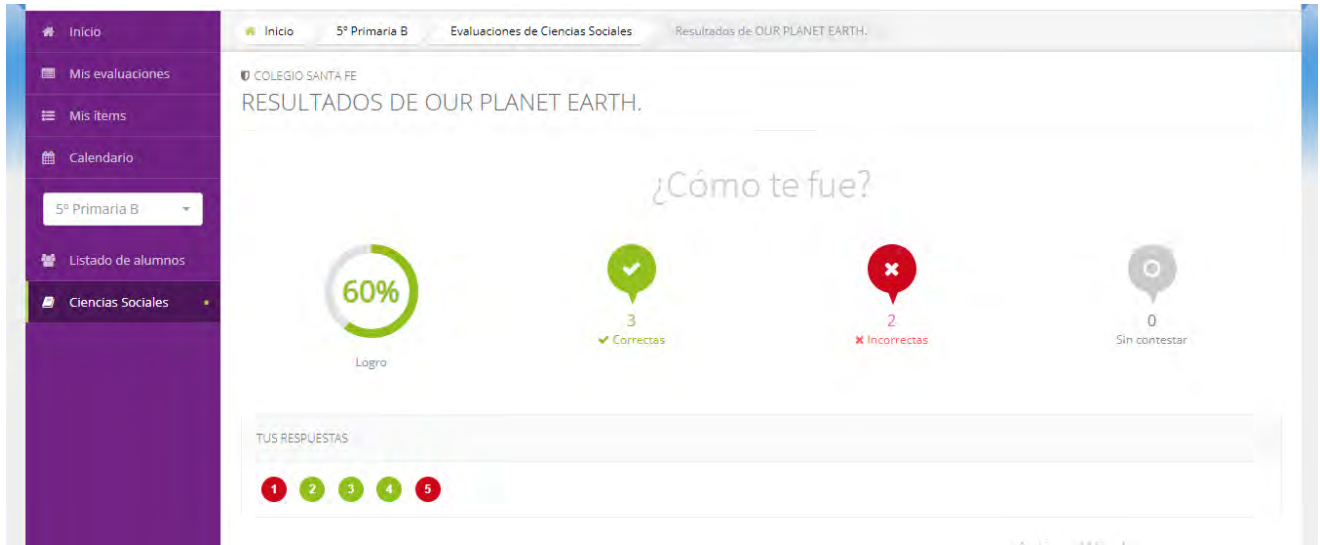 Inicio
Mis evaluaciones
Mis ítems
Calendario
5º Primaria B
Listado de alumnos
Ciencias Sociales
Inicio 5º Primaria B Evaluaciones de Ciencias Sociales Resultados de OUR PLANET EARTH.
COLEGIO SANTA FE
RESULTADOS DE OUR PLANET EARTH.
¿Cómo te fue?
60%
Logro
3
Correctas
2
Incorrectas
0
Sin contestar
TUS RESPUESTAS
1 2 3 4 5